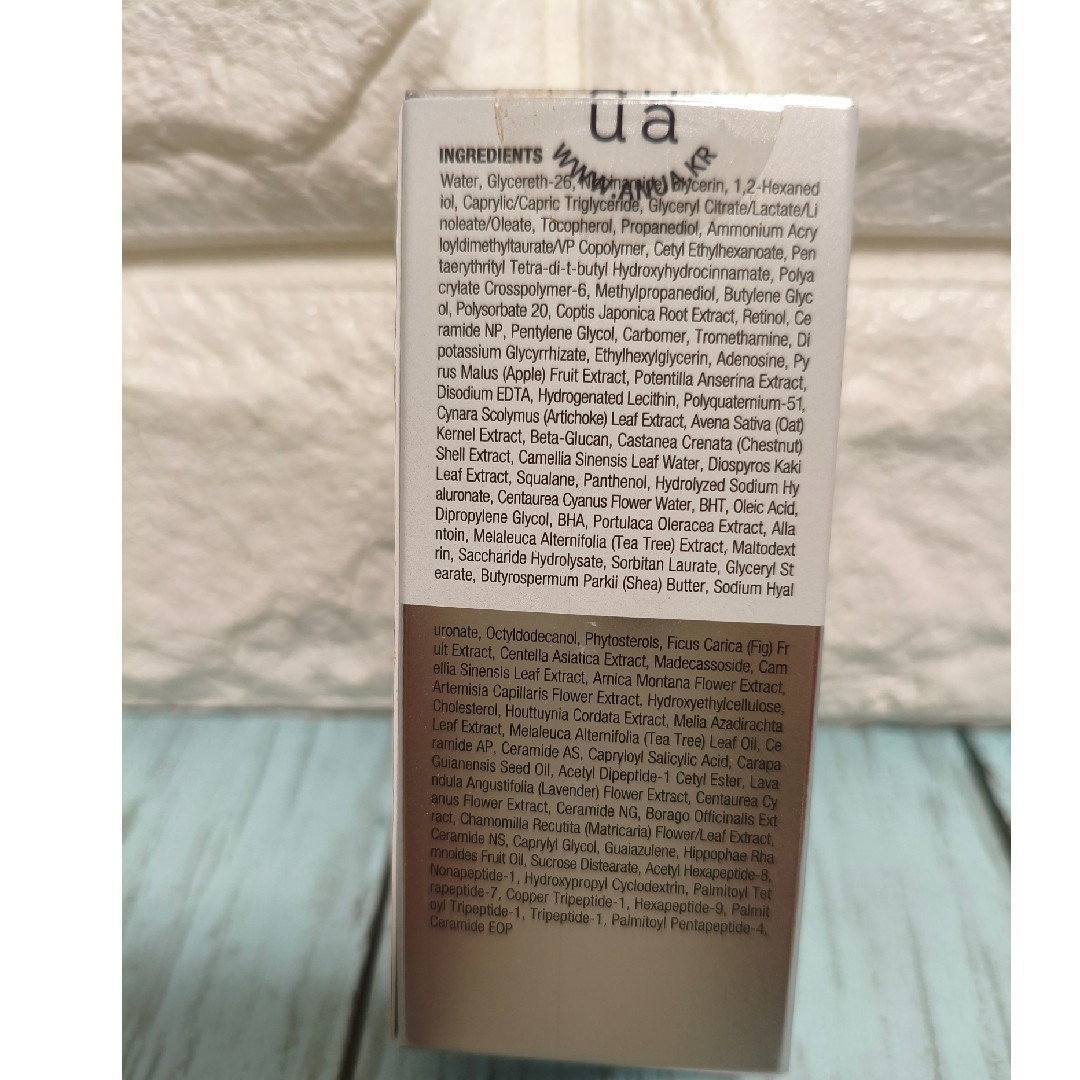 ua
WWW.ANUA.KR
INGREDIENTS
Water, Glycereth-26, Niacinamide, Glycerin, 1,2-Hexaned
iol, Caprylic/Capric Triglyceride, Glyceryl Citrate/Lactate/Li
noleate/Oleate, Tocopherol, Propanediol, Ammonium Acry
loyldimethyltaurate/VP Copolymer, Cetyl Ethylhexanoate, Pen
taerythrityl Tetra-di-t-butyl Hydroxyhydrocinnamate, Polya
crylate Crosspolymer-6, Methylpropanediol, Butylene Glyc
ol, Polysorbate 20, Coptis Japonica Root Extract, Retinol, Ce
ramide NP, Pentylene Glycol, Carbomer, Tromethamine, Di
potassium Glycyrrhizate, Ethylhexylglycerin, Adenosine, Py
rus Malus (Apple) Fruit Extract, Potentilla Anserina Extract,
Disodium EDTA, Hydrogenated Lecithin, Polyquaternium-51,
Cynara Scolymus (Artichoke) Leaf Extract, Avena Sativa (Oat)
Kernel Extract, Beta-Glucan, Castanea Crenata (Chestnut)
Shell Extract, Camellia Sinensis Leaf Water, Diospyros Kaki
Leaf Extract, Squalane, Panthenol, Hydrolyzed Sodium Hy
aluronate, Centaurea Cyanus Flower Water, BHT, Oleic Acid,
Dipropylene Glycol, BHA, Portulaca Oleracea Extract, Alla
ntoin, Melaleuca Alternifolia (Tea Tree) Extract, Maltodext
rin, Saccharide Hydrolysate, Sorbitan Laurate, Glyceryl St
earate, Butyrospermum Parkii (Shea) Butter, Sodium Hyal
uronate, Octyldodecanol, Phytosterols, Ficus Carica (Fig) Fr
uit Extract, Centella Asiatica Extract, Madecassoside, Cam
ellia Sinensis Leaf Extract, Arnica Montana Flower Extract,
Artemisia Capillaris Flower Extract, Hydroxyethylcellulose,
Cholesterol, Houttuynia Cordata Extract, Melia Azadirachta
Leaf Extract, Melaleuca Alternifolia (Tea Tree) Leaf Oil, Ce
ramide AP, Ceramide AS, Capryloyl Salicylic Acid, Carapa
Guianensis Seed Oil, Acetyl Dipeptide-1 Cetyl Ester, Lava
ndula Angustifolia (Lavender) Flower Extract, Centaurea Cy
anus Flower Extract, Ceramide NG, Borago Officinalis Ext
ract, Chamomilla Recutita (Matricaria) Flower/Leaf Extract,
Ceramide NS, Caprylyl Glycol, Guaiazulene, Hippophae Rha
mnoides Fruit Oil, Sucrose Distearate, Acetyl Hexapeptide-8,
Nonapeptide-1, Hydroxypropyl Cyclodextrin, Palmitoyl Tet
rapeptide-7, Copper Tripeptide-1, Hexapeptide-9, Palmit
oyl Tripeptide-1, Tripeptide-1, Palmitoyl Pentapeptide-4,
Ceramide EOP